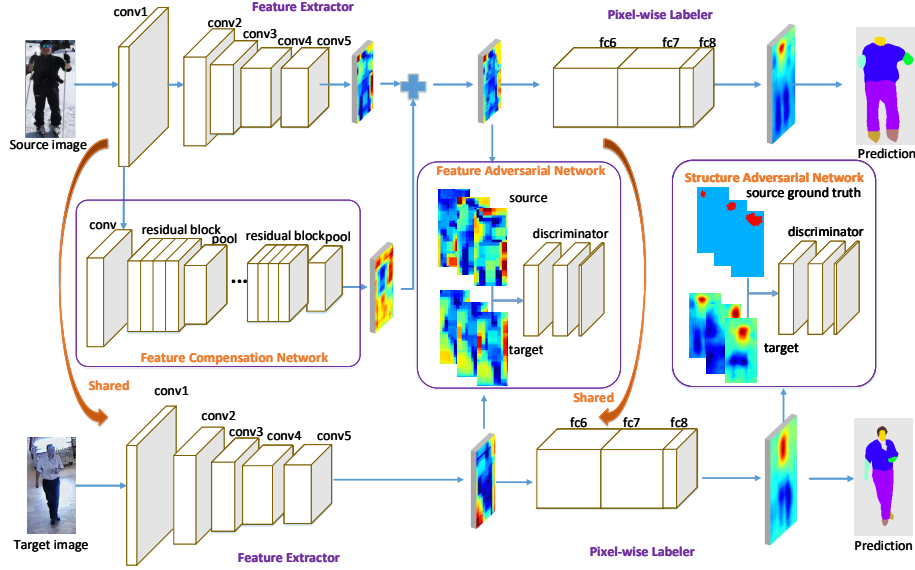 Feature Extractor
Pixel-wise Labeler
conv1
conv2
conv3
conv4
conv5
fc6
fc7
fc8
Source image
Prediction
Feature Adversarial Network
source
discriminator
target
Structure Adversarial Network
source ground truth
discriminator
target
conv
residual block
pool
...
residual block
pool
Feature Compensation Network
Shared
Shared
conv1
conv2
conv3
conv4
conv5
fc6
fc7
fc8
Target image
Feature Extractor
Pixel-wise Labeler
Prediction